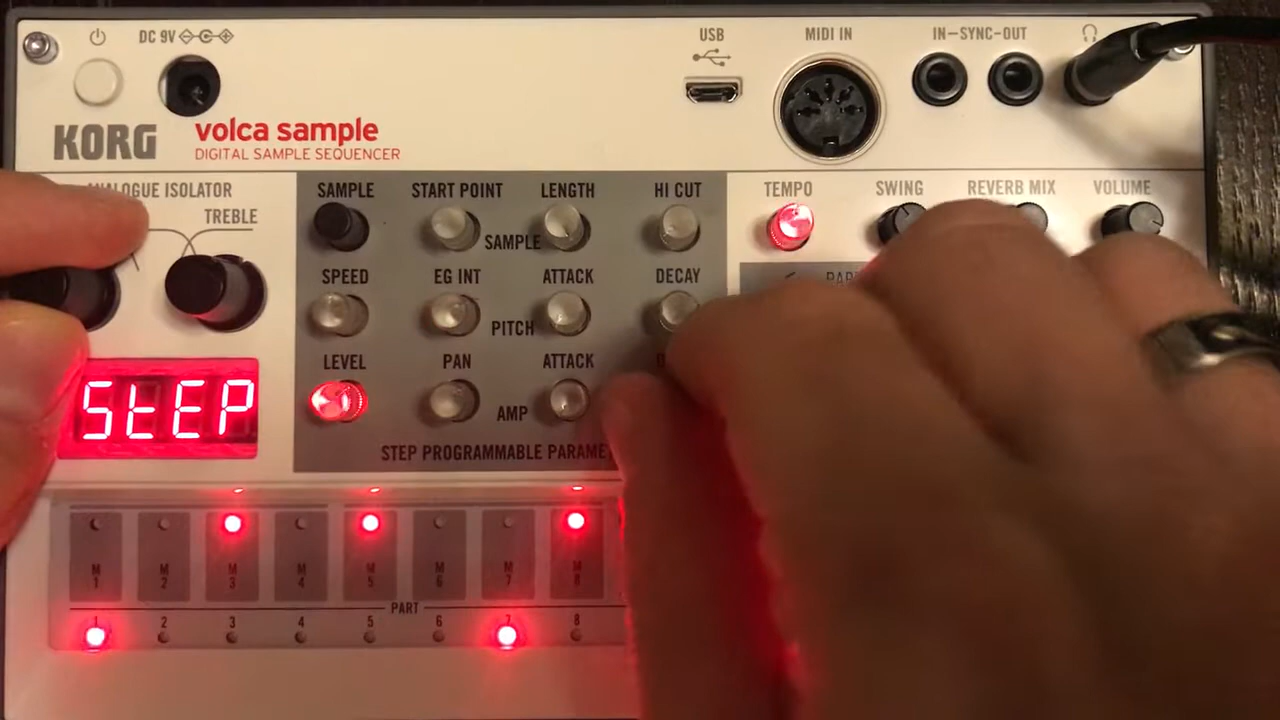 DC 9V
USB
MIDI IN
IN-SYNC-OUT
KORG
volca sample
DIGITAL SAMPLE SEQUENCER
ANALOGUE ISOLATOR
TREBLE
SAMPLE START POINT LENGTH HI CUT
SAMPLE
TEMPO SWING REVERB MIX VOLUME
SPEED EG INT ATTACK DECAY
PITCH
LEVEL PAN ATTACK
AMP
StEP
STEP PROGRAMMABLE PARAME
M M M M M M M M
1 2 3 4 5 6 7 8
PART
1 2 3 4 5 6 7 8